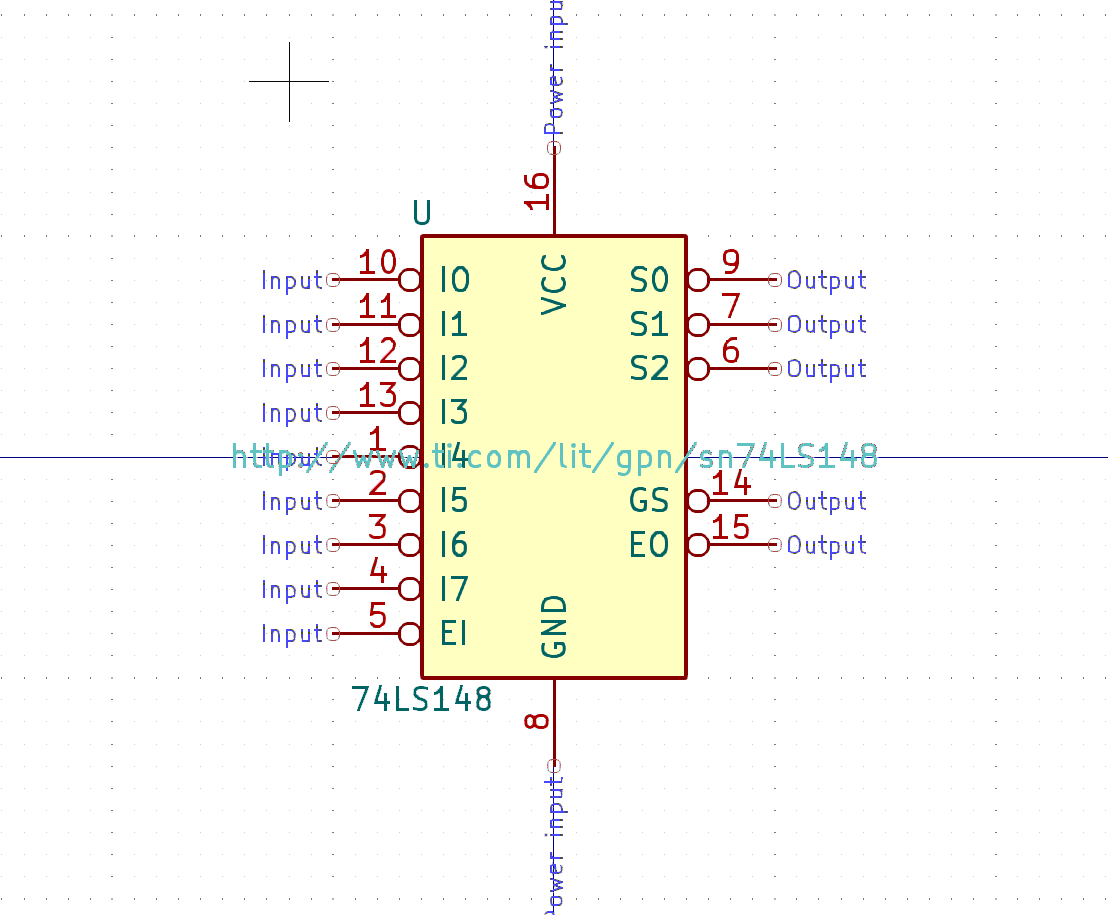 Power input
16
U
VCC
Input 10 I0 S0 9 Output
Input 11 I1 S1 7 Output
Input 12 I2 S2 6 Output
Input 13 I3
Input 1 I4
http://www.ti.com/lit/gpn/sn74LS148
Input 2 I5 GS 14 Output
Input 3 I6 EO 15 Output
Input 4 I7
Input 5 EI
GND
74LS148
8
Power input